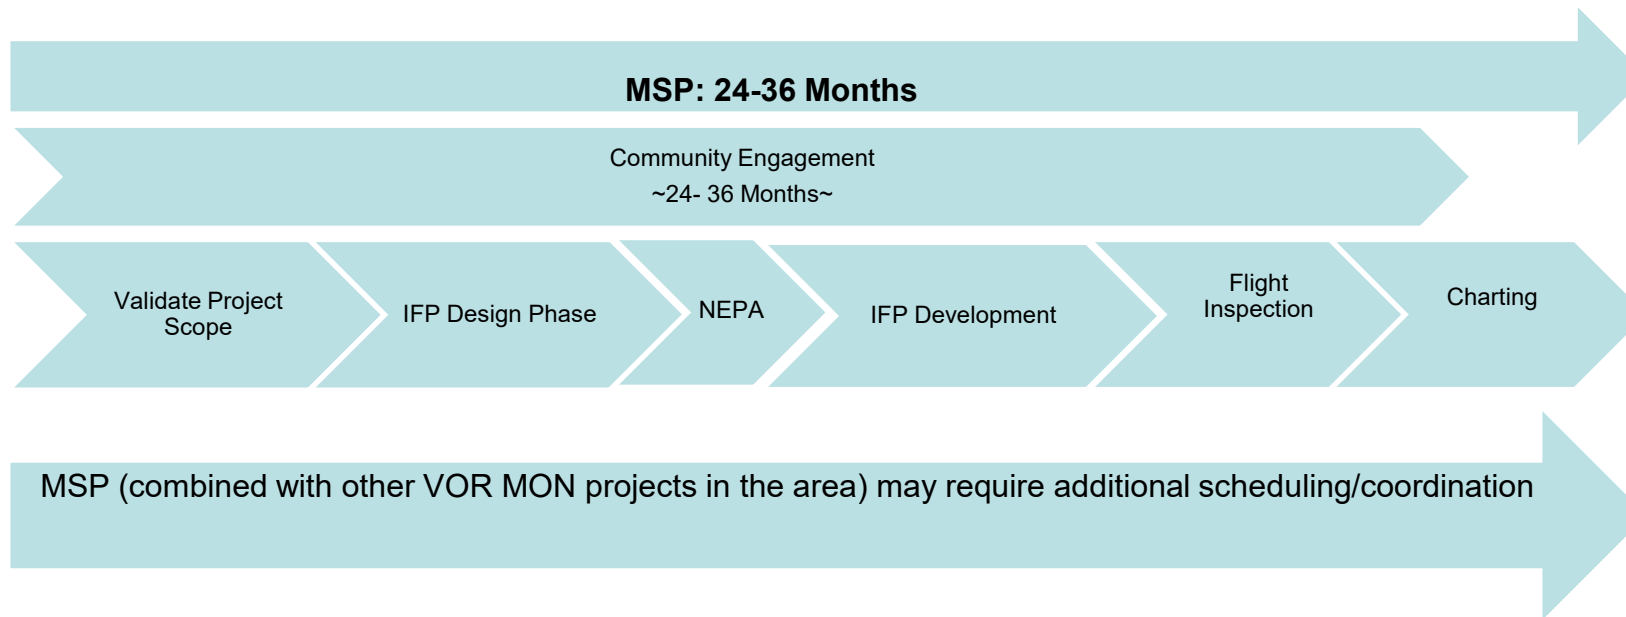 MSP: 24-36 Months
Community Engagement
~24- 36 Months~
Validate Project
Scope
IFP Design Phase
NEPA
IFP Development
Flight
Inspection
Charting
MSP (combined with other VOR MON projects in the area) may require additional scheduling/coordination